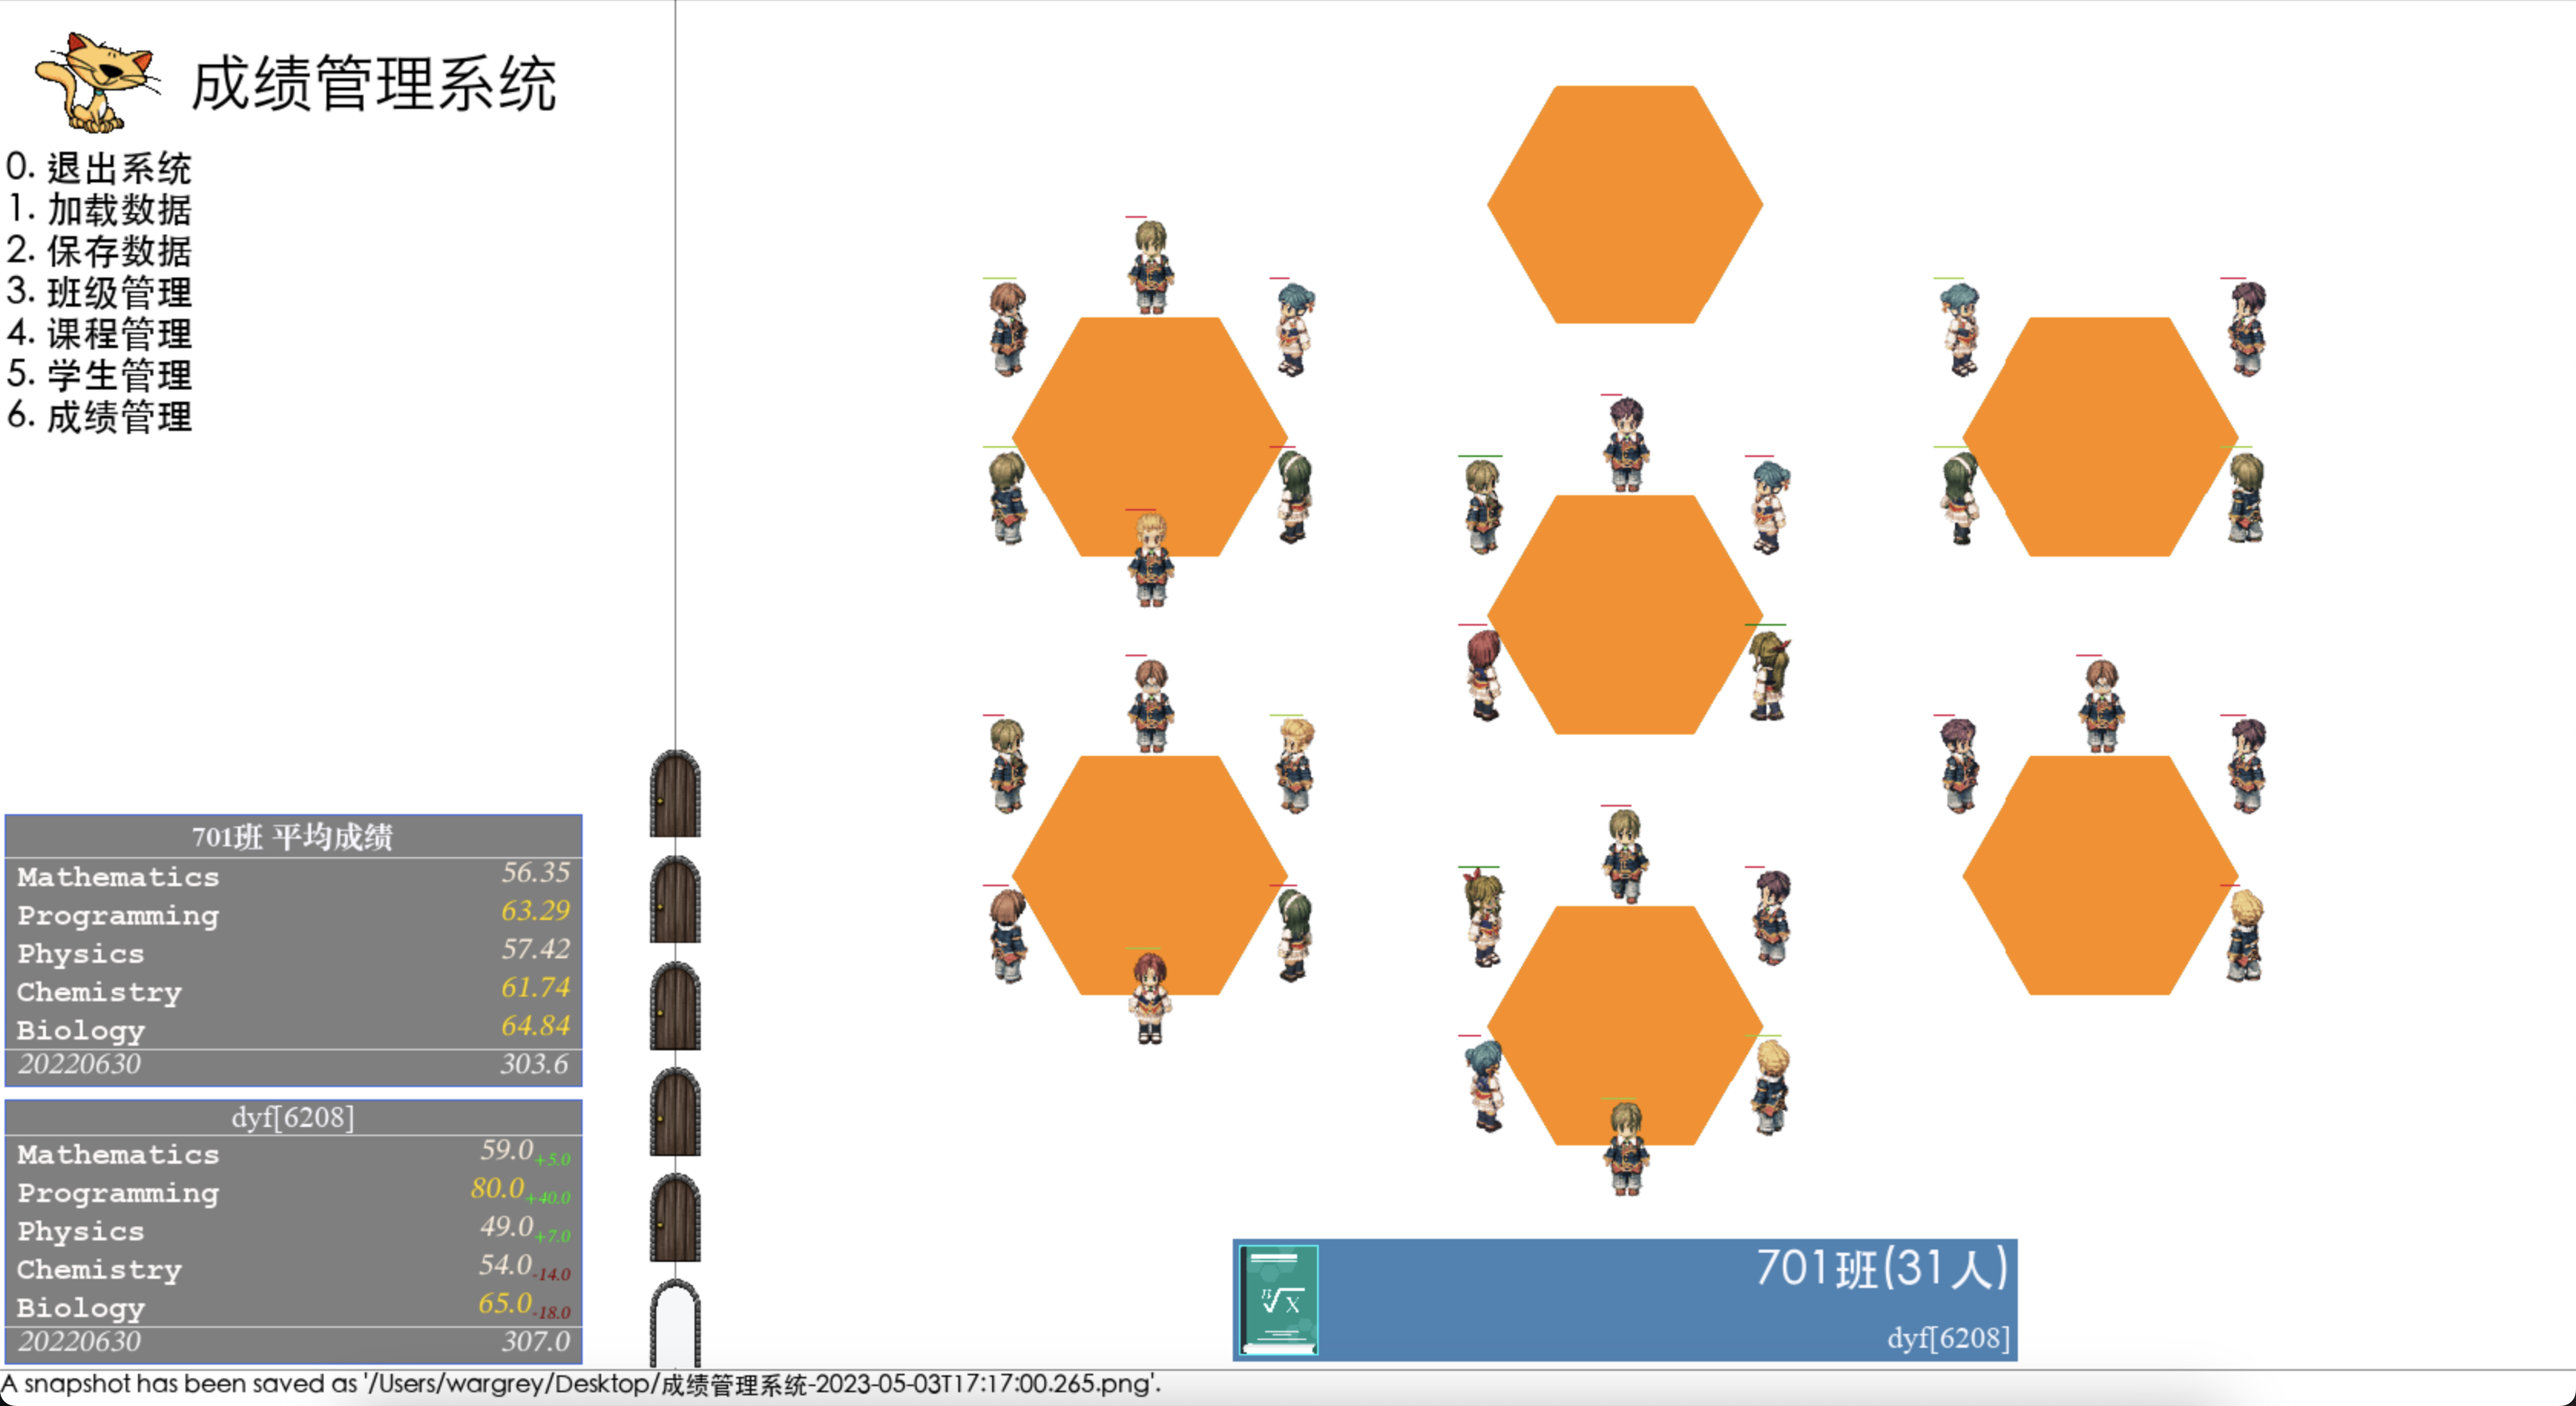 成绩管理系统
0. 退出系统
1. 加载数据
2. 保存数据
3. 班级管理
4. 课程管理
5. 学生管理
6. 成绩管理
701班 平均成绩
Mathematics 56.35
Programming 63.29
Physics 57.42
Chemistry 61.74
Biology 64.84
20220630 303.6
dyf[6208]
Mathematics 59.0 +5.0
Programming 80.0 +40.0
Physics 49.0 +7.0
Chemistry 54.0 -14.0
Biology 65.0 -18.0
20220630 307.0
n√x
701班(31人)
dyf[6208]
A snapshot has been saved as '/Users/wargrey/Desktop/成绩管理系统-2023-05-03T17:17:00.265.png'.